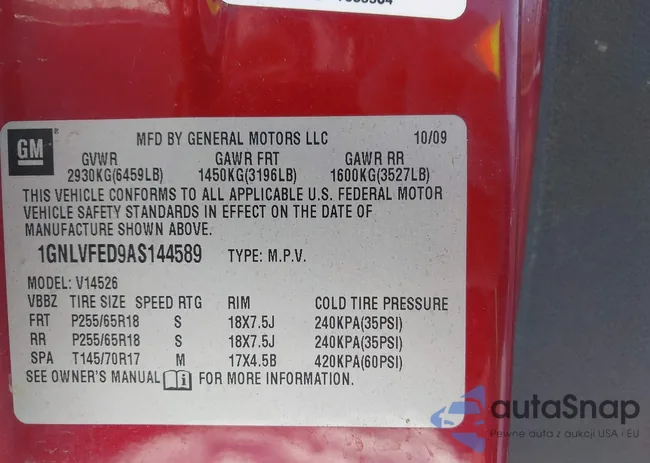 GM ® MFD BY GENERAL MOTORS LLC 10/09
GVWR GAWR FRT GAWR RR
2930KG(6459LB) 1450KG(3196LB) 1600KG(3527LB)
THIS VEHICLE CONFORMS TO ALL APPLICABLE U.S. FEDERAL MOTOR
VEHICLE SAFETY STANDARDS IN EFFECT ON THE DATE OF
MANUFACTURE SHOWN ABOVE.
1GNLVFED9AS144589 TYPE: M.P.V.
MODEL: V14526
VBBZ TIRE SIZE SPEED RTG RIM COLD TIRE PRESSURE
FRT P255/65R18 S 18X7.5J 240KPA(35PSI)
RR P255/65R18 S 18X7.5J 240KPA(35PSI)
SPA T145/70R17 M 17X4.5B 420KPA(60PSI)
SEE OWNER'S MANUAL i FOR MORE INFORMATION.
autaSnap
Pewne auta z aukcji USA i EU